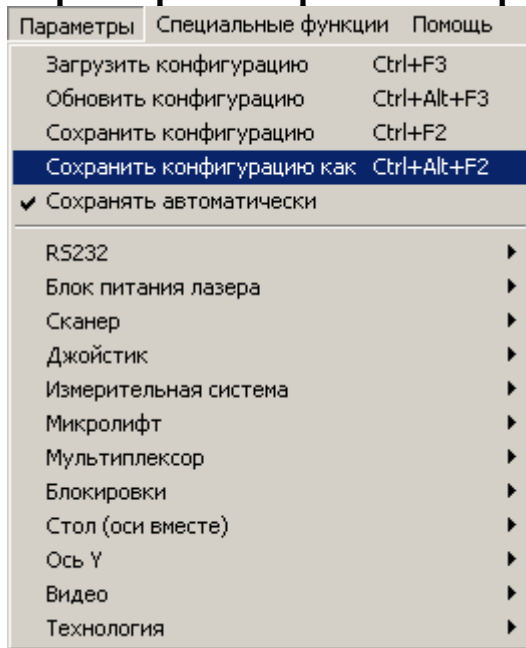 Параметры Специальные функции Помощь
Загрузить конфигурацию Ctrl+F3
Обновить конфигурацию Ctrl+Alt+F3
Сохранить конфигурацию Ctrl+F2
Сохранить конфигурацию как Ctrl+Alt+F2
Сохранять автоматически
RS232
Блок питания лазера
Сканер
Джойстик
Измерительная система
Микролифт
Мультиплексор
Блокировки
Стол (оси вместе)
Ось Y
Видео
Технология